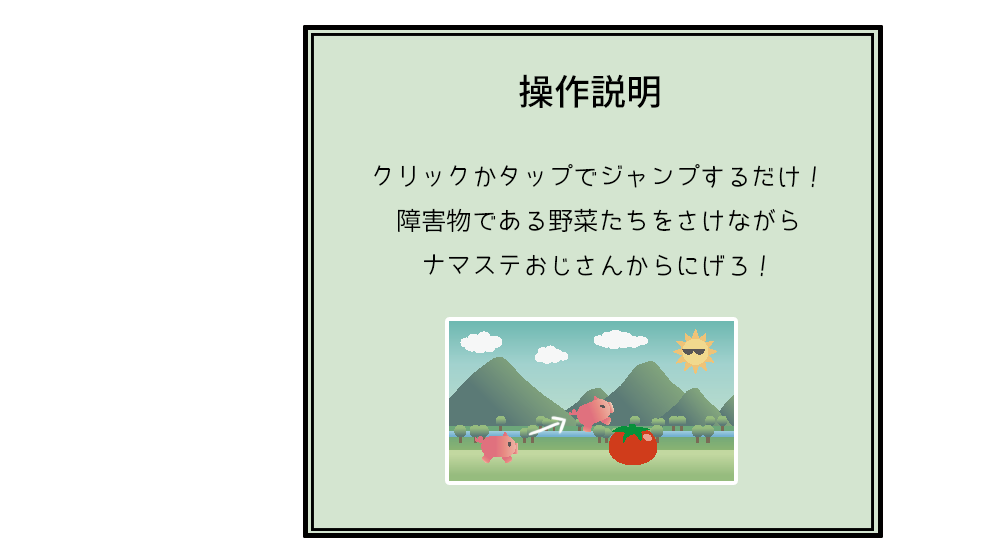 操作説明
クリックかタップでジャンプするだけ！
障害物である野菜たちをさけながら
ナマステおじさんからにげろ！